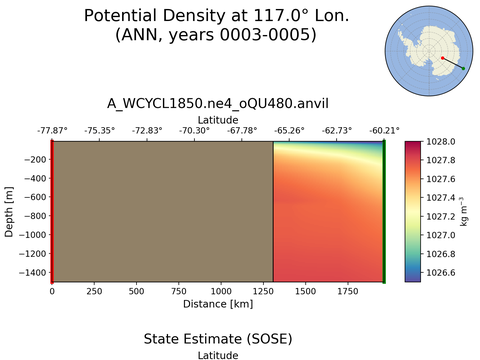 Potential Density at 117.0° Lon.
(ANN, years 0003-0005)
A_WCYCL1850.ne4_oQU480.anvil
Latitude
-77.87° -75.35° -72.83° -70.30° -67.78° -65.26° -62.73° -60.21°
1028.0
1027.8
1027.6
1027.4
1027.2
1027.0
1026.8
1026.6
kg m⁻³
Depth [m]
−200
−400
−600
−800
−1000
−1200
−1400
0 250 500 750 1000 1250 1500 1750
Distance [km]
State Estimate (SOSE)
Latitude